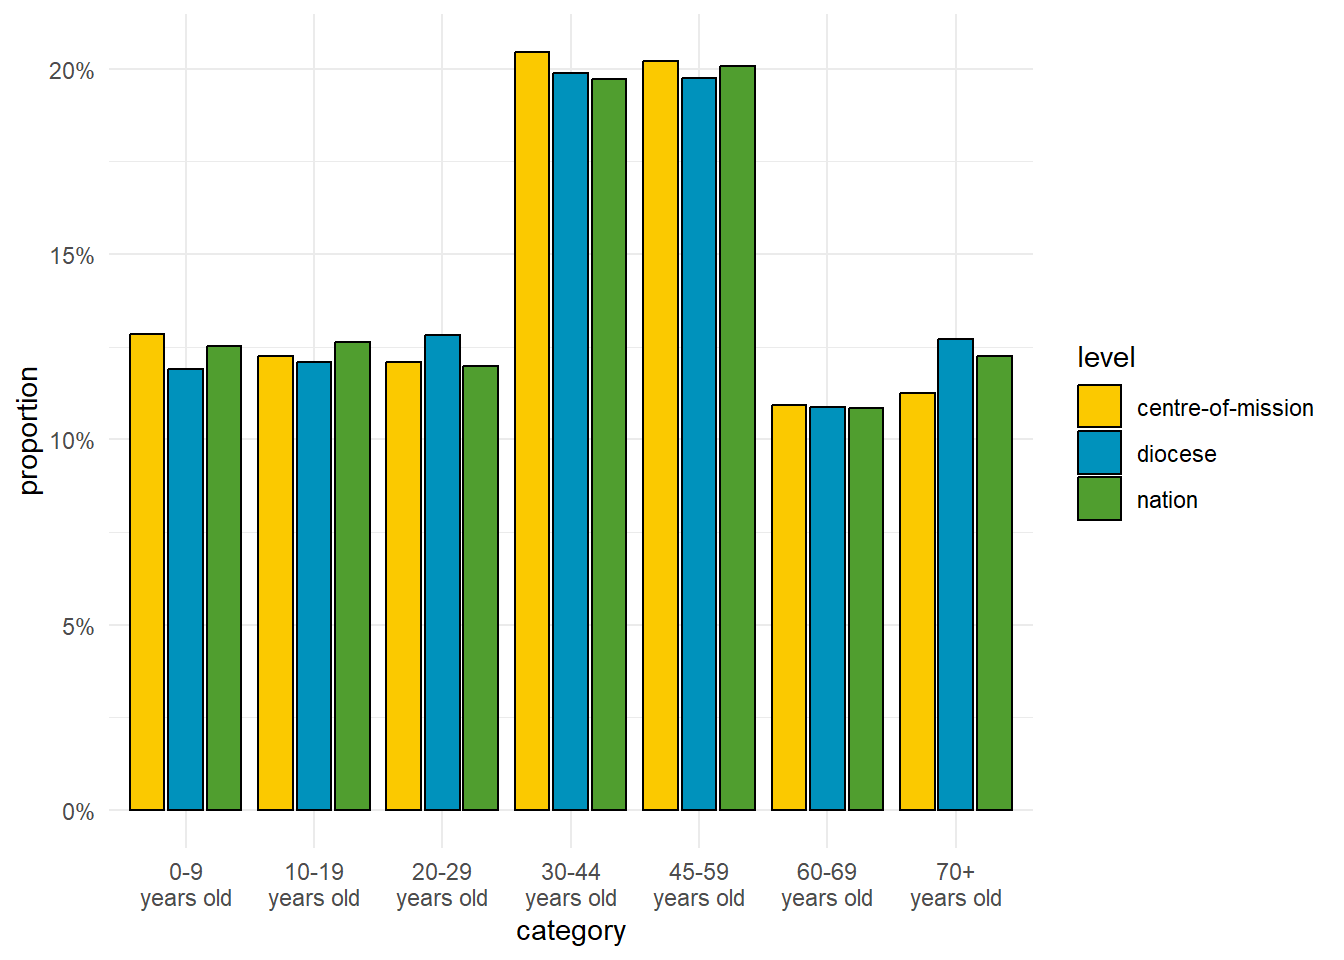 proportion
20%
15%
10%
5%
0%
0-9
years old
10-19
years old
20-29
years old
30-44
years old
45-59
years old
60-69
years old
70+
years old
category
level
centre-of-mission
diocese
nation